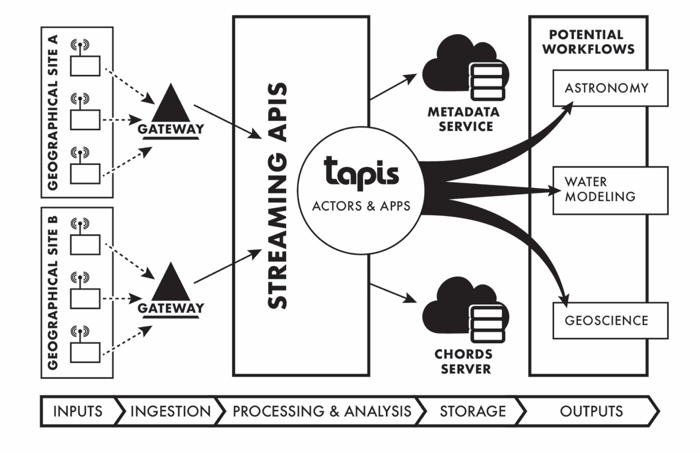 GEOGRAPHICAL SITE A
GATEWAY
GEOGRAPHICAL SITE B
GATEWAY
STREAMING APIS
tapis
ACTORS & APPS
METADATA
SERVICE
CHORDS
SERVER
POTENTIAL
WORKFLOWS
ASTRONOMY
WATER
MODELING
GEOSCIENCE
INPUTS
INGESTION
PROCESSING & ANALYSIS
STORAGE
OUTPUTS